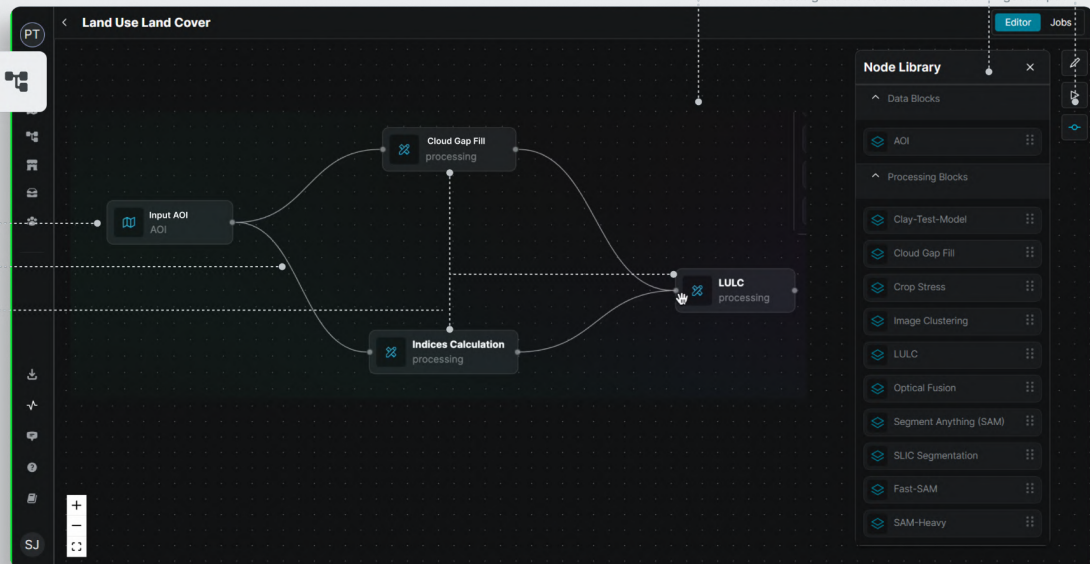 PT
Land Use Land Cover
Editor
Jobs
Node Library
Data Blocks
AOI
Processing Blocks
Clay-Test-Model
Cloud Gap Fill
Crop Stress
Image Clustering
LULC
Optical Fusion
Segment Anything (SAM)
SLIC Segmentation
Fast-SAM
SAM-Heavy
Cloud Gap Fill
processing
Input AOI
AOI
LULC
processing
Indices Calculation
processing
SJ